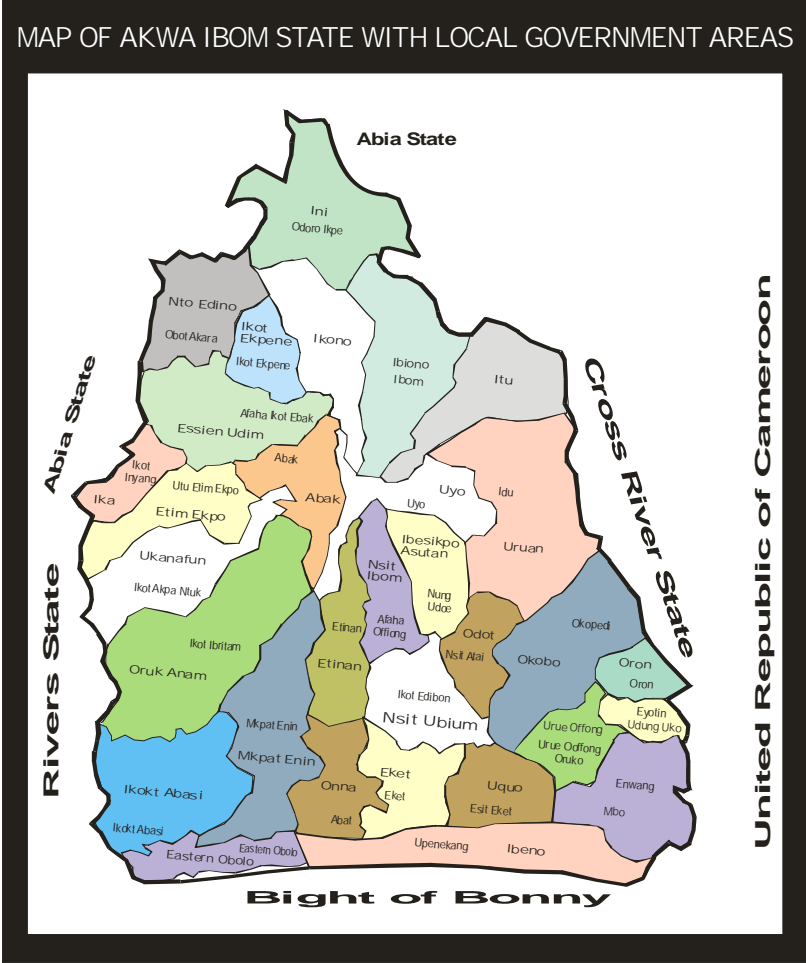 MAP OF AKWA IBOM STATE WITH LOCAL GOVERNMENT AREAS
Abia State
Ini
Odoro Ikpe
Nto Edino
Obot Akara
Ikot
Ekpene
Ikot Ekpene
Ikono
Ibiono
Ibom
Itu
Afaha Ikot Ebak
Essien Udim
Abia State
Cross River State
United Republic of Cameroon
Ikot
Inyang
Ika
Utu Etim Ekpo
Etim Ekpo
Abak
Abak
Uyo
Uyo
Idu
Uruan
Ukanafun
Ikot Akpa Ntuk
Nsit
Ibom
Afaha
Offiong
Ibesikpo
Asutan
Nung
Udoe
Rivers State
Ikot Ibritam
Oruk Anam
Etinan
Etinan
Odot
Nsit Atai
Okopedi
Okobo
Oron
Oron
Ikot Edibon
Nsit Ubium
Mkpat Enin
Mkpat Enin
Urue Offong
Urue Odffong
Oruko
Eyotin
Udung Uko
Ikokt Abasi
Ikokt Abasi
Onna
Abat
Eket
Eket
Uquo
Esit Eket
Enwang
Mbo
Eastern Obolo
Eastern Obolo
Upenekang
Ibeno
Bight of Bonny